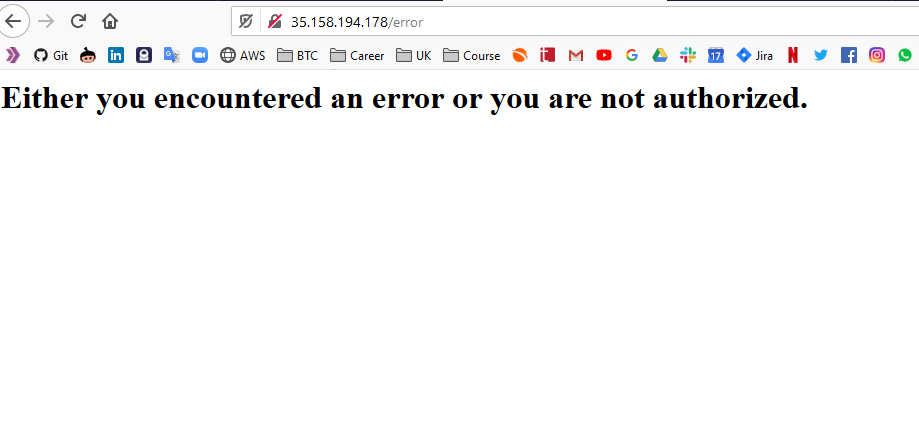 35.158.194.178/error
Git AWS BTC Career UK Course 17 Jira
Either you encountered an error or you are not authorized.